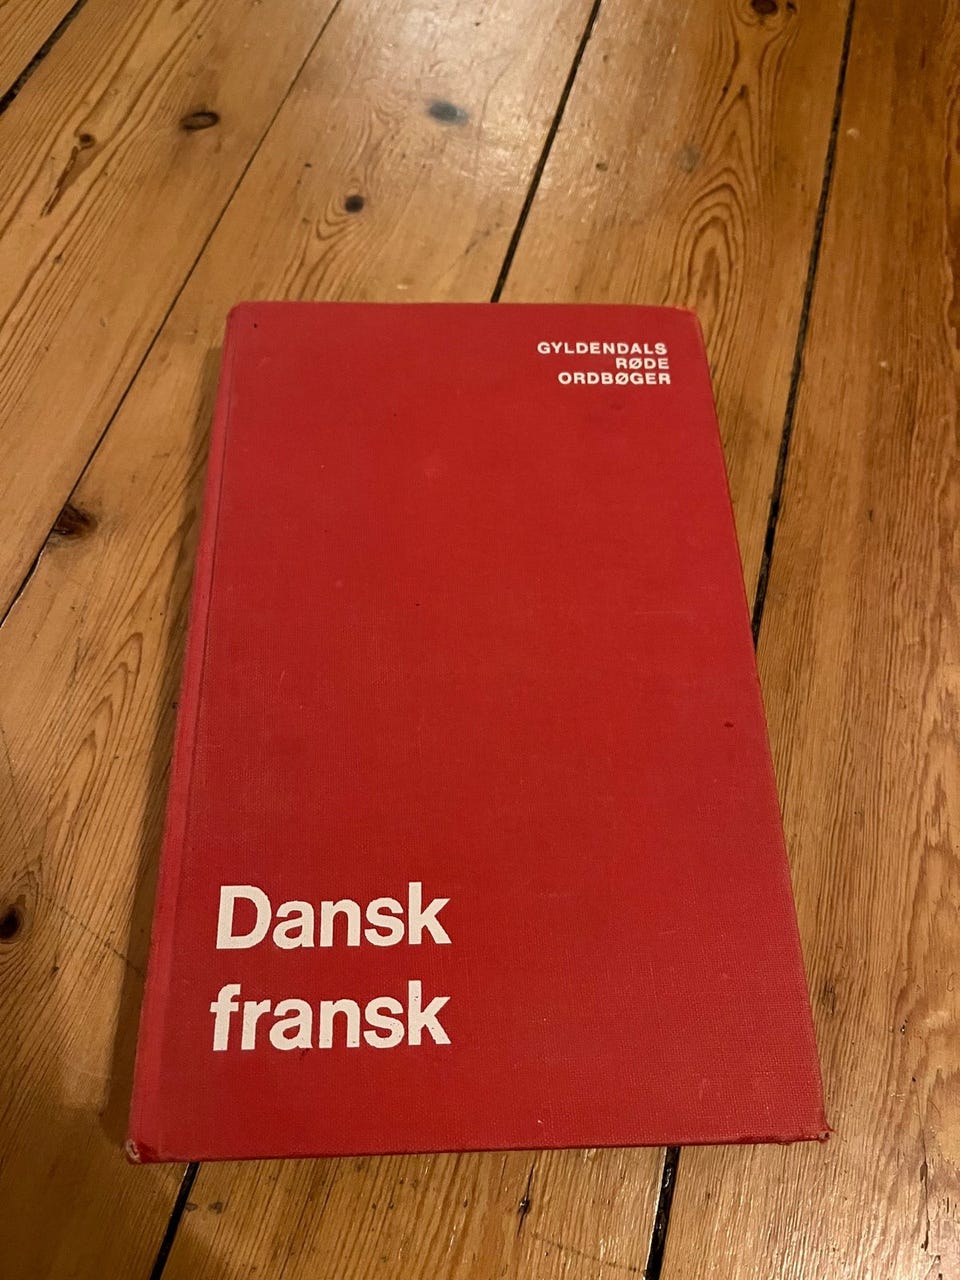 GYLDENDALS
RØDE
ORDBØGER
Dansk
fransk